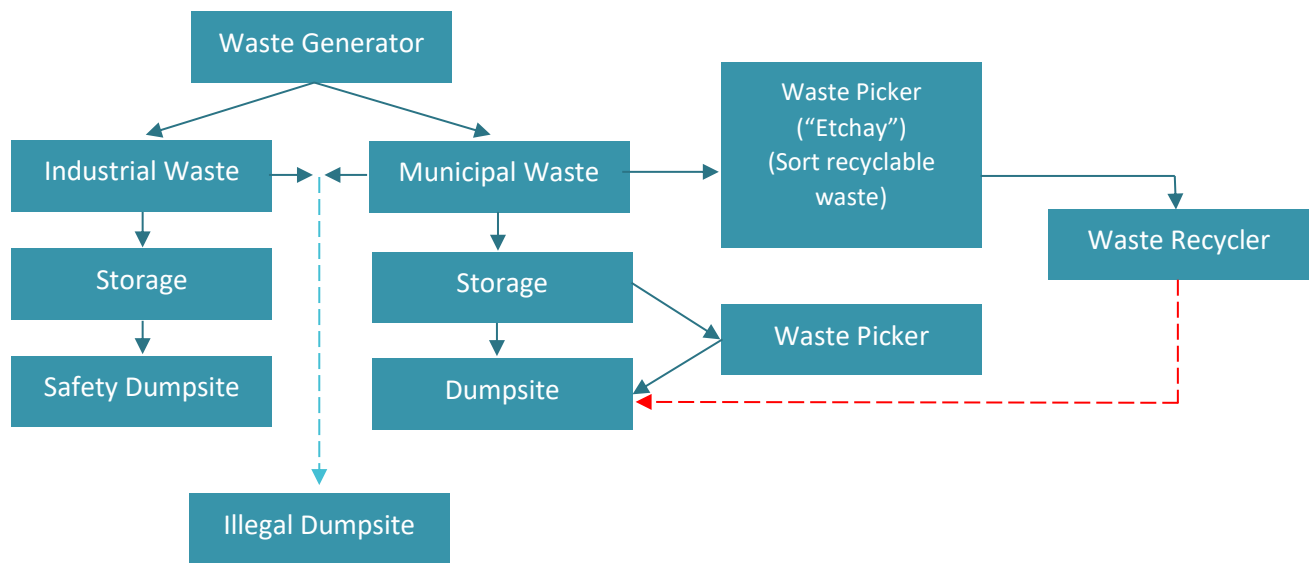 Waste Generator
Industrial Waste
Municipal Waste
Waste Picker
(“Etchay”)
(Sort recyclable
waste)
Waste Recycler
Storage
Storage
Waste Picker
Safety Dumpsite
Dumpsite
Illegal Dumpsite